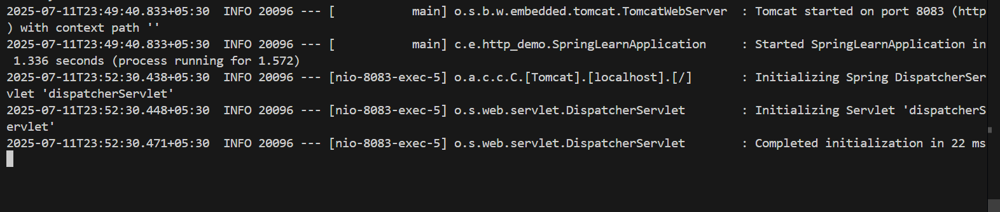 2025-07-11T23:49:40.833+05:30  INFO 20096 --- [           main] o.s.b.w.embedded.tomcat.TomcatWebServer  : Tomcat started on port 8083 (http
) with context path ''
2025-07-11T23:49:40.833+05:30  INFO 20096 --- [           main] c.e.http_demo.SpringLearnApplication     : Started SpringLearnApplication in
 1.336 seconds (process running for 1.572)
2025-07-11T23:52:30.438+05:30  INFO 20096 --- [nio-8083-exec-5] o.a.c.c.C.[Tomcat].[localhost].[/]       : Initializing Spring DispatcherSer
vlet 'dispatcherServlet'
2025-07-11T23:52:30.448+05:30  INFO 20096 --- [nio-8083-exec-5] o.s.web.servlet.DispatcherServlet        : Initializing Servlet 'dispatcherS
ervlet'
2025-07-11T23:52:30.471+05:30  INFO 20096 --- [nio-8083-exec-5] o.s.web.servlet.DispatcherServlet        : Completed initialization in 22 ms